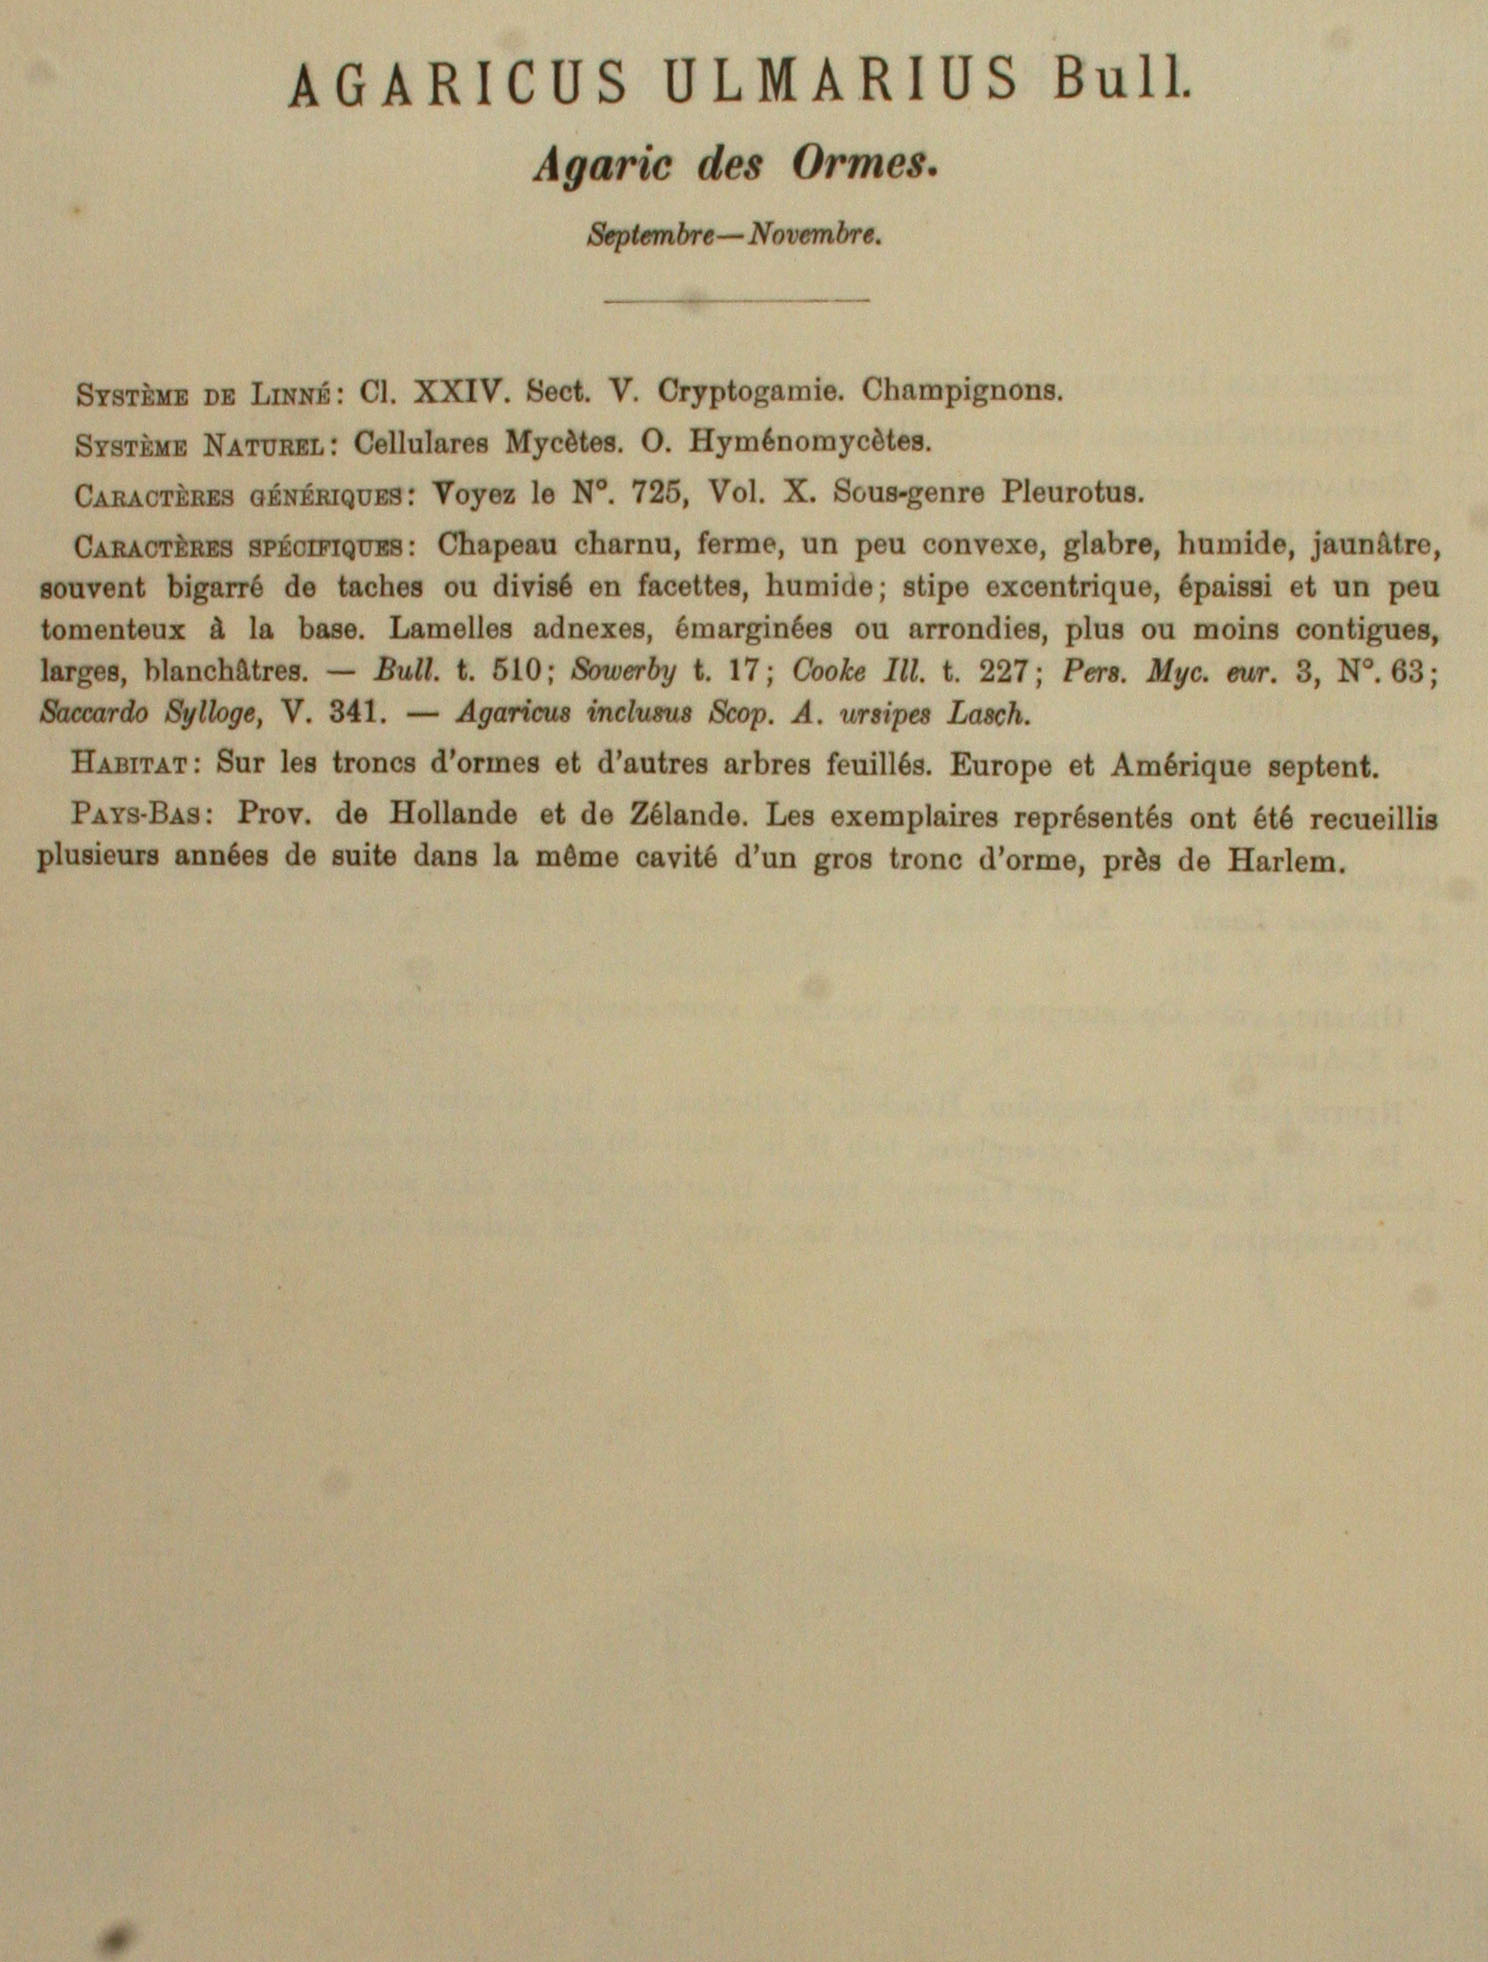 AGARICUS ULMARIUS Bull.
Agaric des Ormes.
Septembre—Novembre.
Système de Linné: Cl. XXIV. Sect. V. Cryptogamie. Champignons.
Système Naturel: Cellulares Mycètes. O. Hyménomycètes.
Caractères génériques: Voyez le N°. 725, Vol. X. Sous-genre Pleurotus.
Caractères spécifiques: Chapeau charnu, ferme, un peu convexe, glabre, humide, jaunâtre,
souvent bigarré de taches ou divisé en facettes, humide; stipe excentrique, épaissi et un peu
tomenteux à la base. Lamelles adnexes, émarginées ou arrondies, plus ou moins contigues,
larges, blanchâtres. — Bull. t. 510; Sowerby t. 17; Cooke Ill. t. 227; Pers. Myc. eur. 3, N°. 63;
Saccardo Sylloge, V. 341. — Agaricus inclusus Scop. A. ursipes Lasch.
Habitat: Sur les troncs d'ormes et d'autres arbres feuillés. Europe et Amérique septent.
Pays-Bas: Prov. de Hollande et de Zélande. Les exemplaires représentés ont été recueillis
plusieurs années de suite dans la même cavité d'un gros tronc d'orme, près de Harlem.